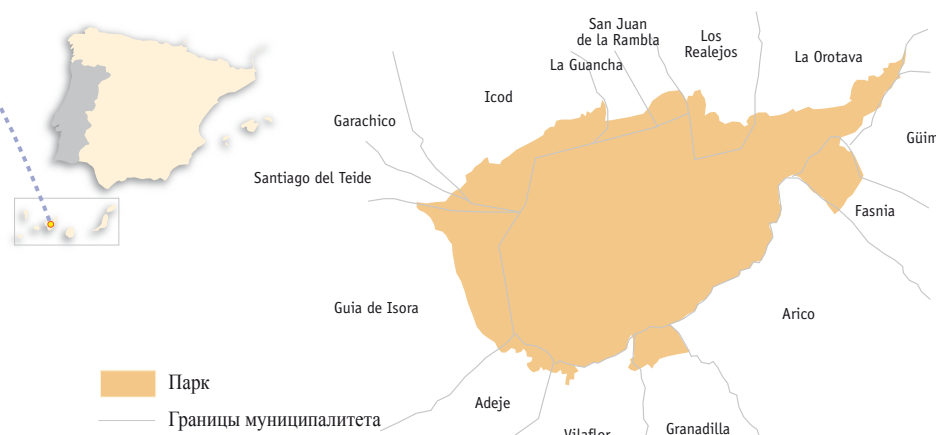 San Juan
de la Rambla
Los
Realejos
La Orotava
La Guancha
Icod
Garachico
Santiago del Teide
Fasnia
Guia de Isora
Arico
Парк
Adeje
Границы муниципалитета
Granadilla